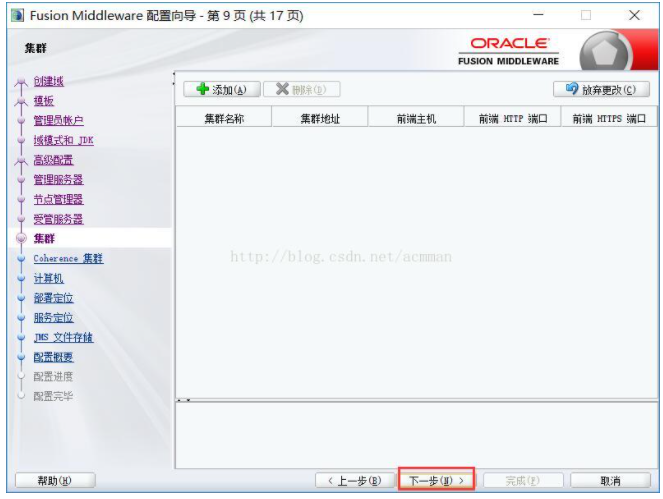 Fusion Middleware 配置向导 - 第 9 页 (共 17 页)
集群
ORACLE
FUSION MIDDLEWARE
创建域
模板
管理员帐户
域模式和 JDK
高级配置
管理服务器
节点管理器
受管服务器
集群
Coherence 集群
计算机
部署定位
服务定位
JMS 文件存储
配置概要
配置进度
配置完毕
添加(A) 删除(D) 放弃更改(C)
集群名称 集群地址 前端主机 前端 HTTP 端口 前端 HTTPS 端口
http://blog.csdn.net/acmman
帮助(H) < 上一步(B) 下一步(N) > 完成(F) 取消